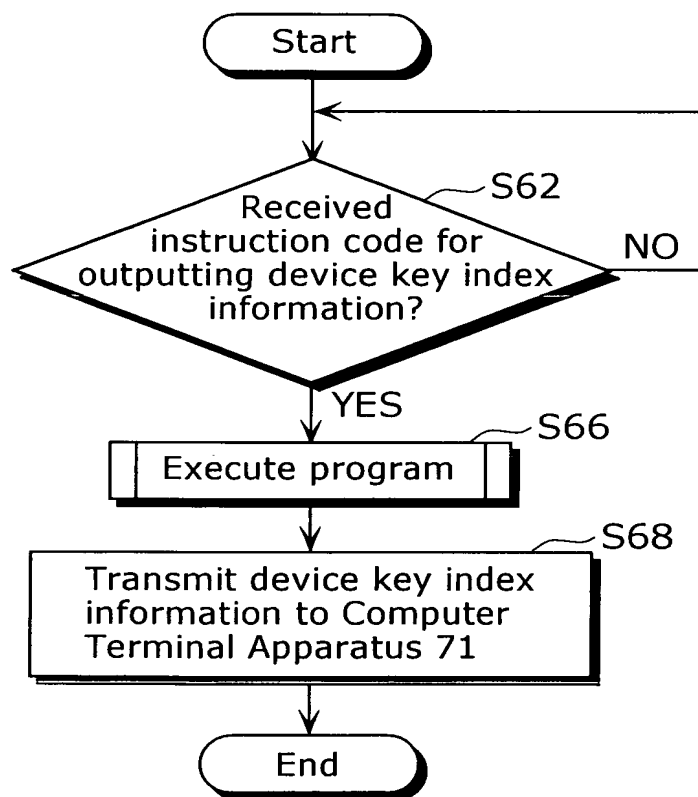 Start
S62
Received
instruction code for
outputting device key index
information?
NO
YES
S66
Execute program
S68
Transmit device key index
information to Computer
Terminal Apparatus 71
End